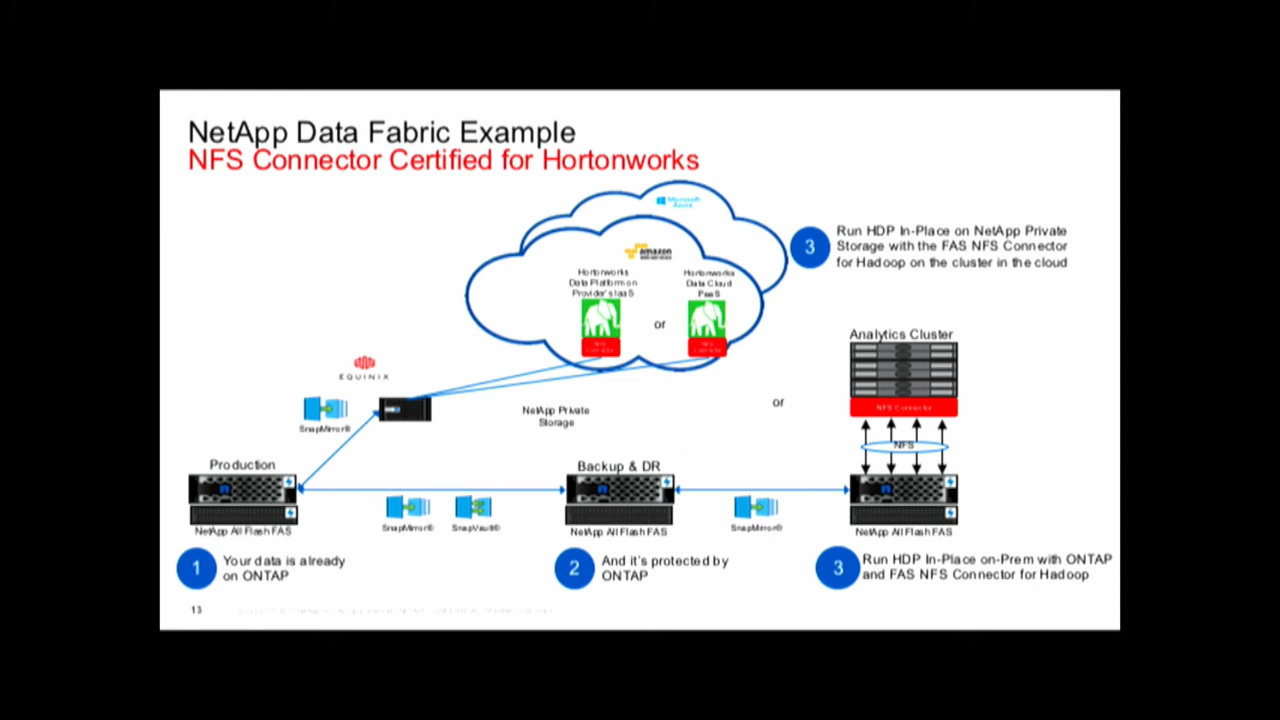 NetApp Data Fabric Example
NFS Connector Certified for Hortonworks
Microsoft
Azure
amazon
web services
Hortonworks
Data Platform on
Provider's IaaS
Hortonworks
Data Cloud
PaaS
or
NFS
Connector
NFS
Connector
3
Run HDP In-Place on NetApp Private
Storage with the FAS NFS Connector
for Hadoop on the cluster in the cloud
Analytics Cluster
NFS Connector
NFS
EQUINIX
SnapMirror®
NetApp Private
Storage
or
Production
NetApp All Flash FAS
SnapMirror®
SnapVault®
Backup & DR
NetApp All Flash FAS
SnapMirror®
NetApp All Flash FAS
1
Your data is already
on ONTAP
2
And it's protected by
ONTAP
3
Run HDP In-Place on-Prem with ONTAP
and FAS NFS Connector for Hadoop
13